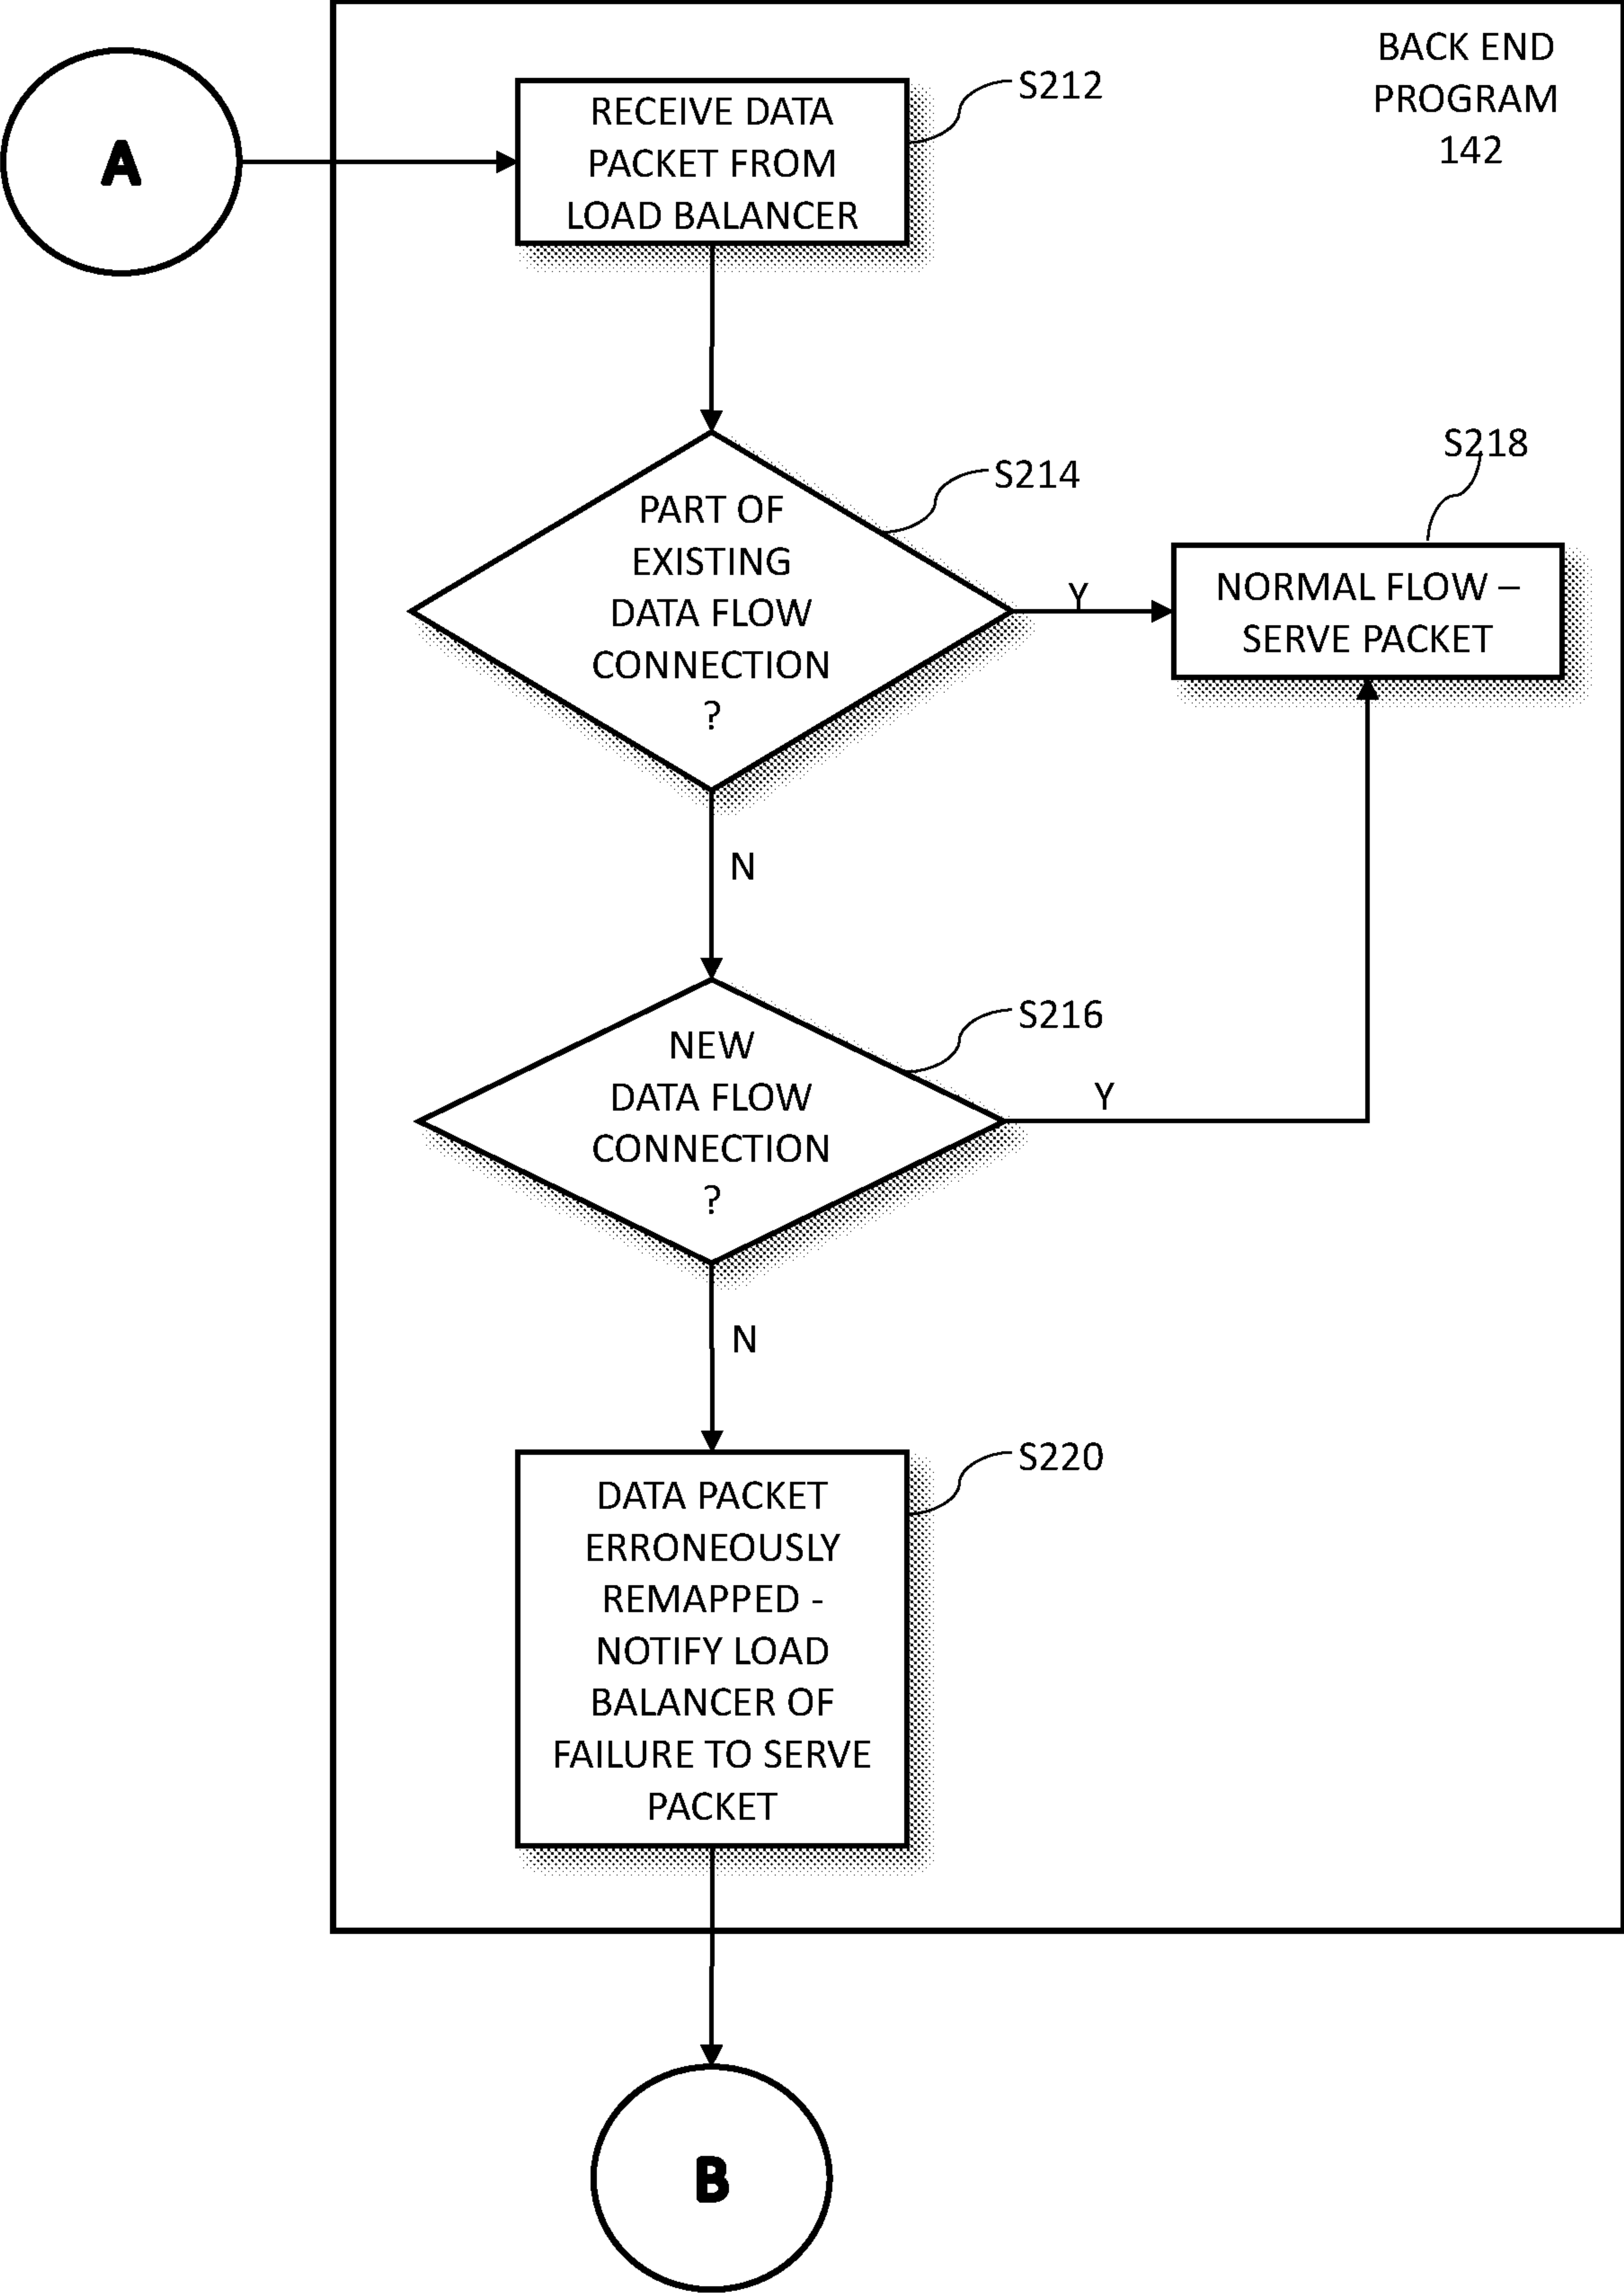 BACK END
PROGRAM
142
A
RECEIVE DATA
PACKET FROM
LOAD BALANCER
S212
PART OF
EXISTING
DATA FLOW
CONNECTION
?
S214
Y
S218
NORMAL FLOW –
SERVE PACKET
N
NEW
DATA FLOW
CONNECTION
?
S216
Y
N
DATA PACKET
ERRONEOUSLY
REMAPPED -
NOTIFY LOAD
BALANCER OF
FAILURE TO SERVE
PACKET
S220
B